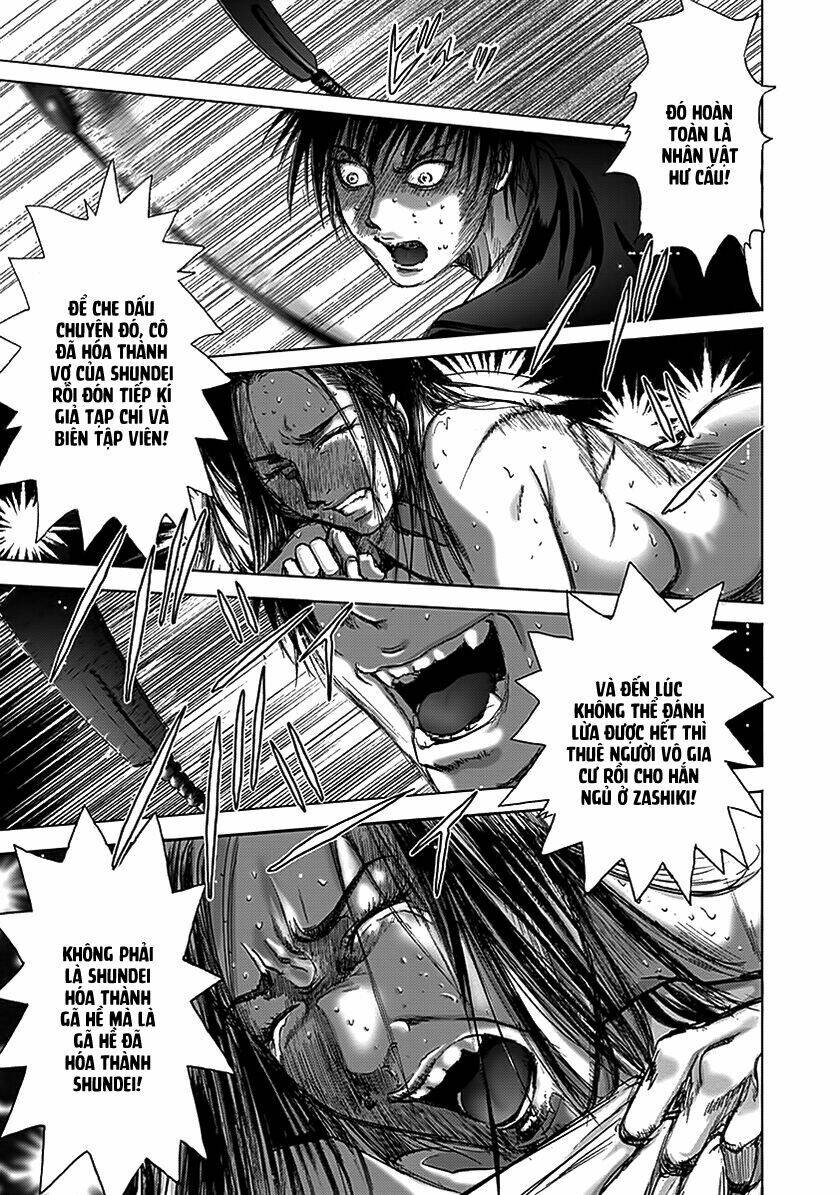 ビュッ
ĐÓ HOÀN
TOÀN LÀ
NHÂN VẬT
HƯ CẤU!
ĐỂ CHE DẤU
CHUYỆN ĐÓ, CÔ
ĐÃ HÓA THÀNH
VỢ CỦA SHUNDEI
RỒI ĐÓN TIẾP KÍ
GIẢ TẠP CHÍ VÀ
BIÊN TẬP VIÊN!
VÀ ĐẾN LÚC
KHÔNG THỂ ĐÁNH
LỪA ĐƯỢC HẾT THÌ
THUÊ NGƯỜI VÔ GIA
CƯ RỒI CHO HẮN
NGỦ Ở ZASHIKI!
KHÔNG PHẢI
LÀ SHUNDEI
HÓA THÀNH
GÃ HỀ MÀ LÀ
GÃ HỀ ĐÃ
HÓA THÀNH
SHUNDEI!